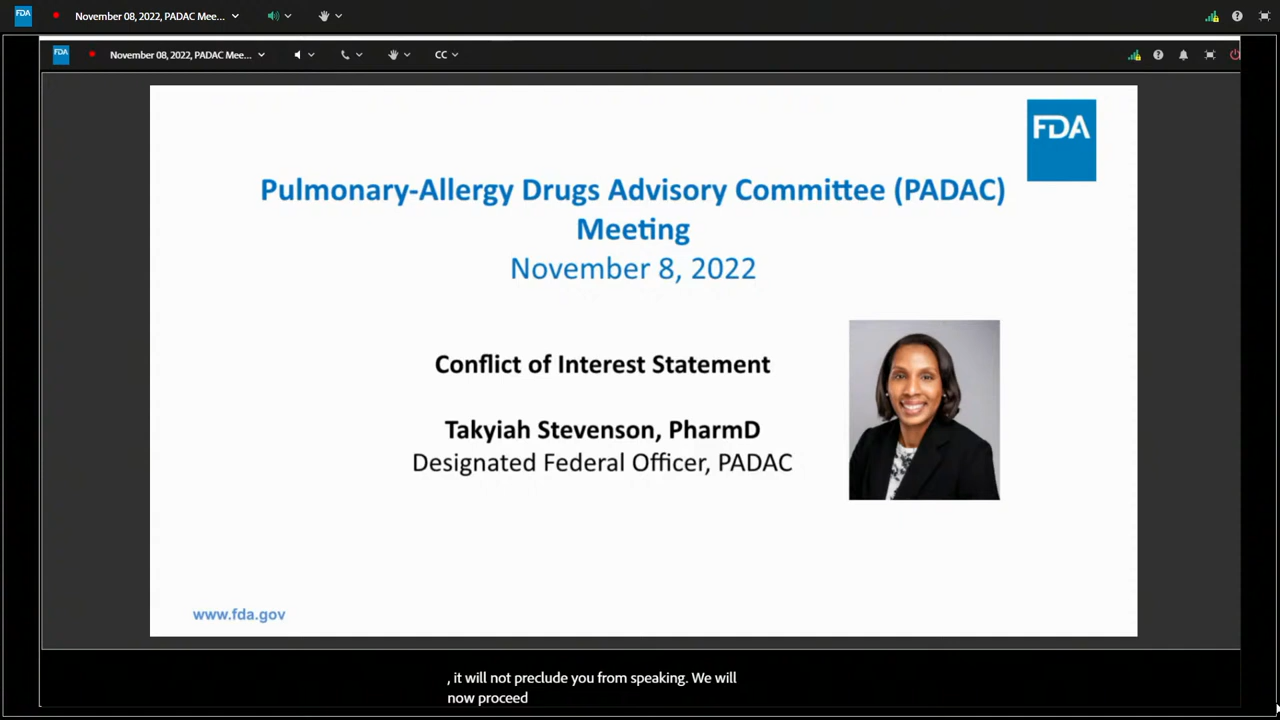 FDA
November 08, 2022, PADAC Mee...
FDA
November 08, 2022, PADAC Mee...
CC
FDA
Pulmonary-Allergy Drugs Advisory Committee (PADAC)
Meeting
November 8, 2022
Conflict of Interest Statement
Takyiah Stevenson, PharmD
Designated Federal Officer, PADAC
www.fda.gov
, it will not preclude you from speaking. We will
now proceed